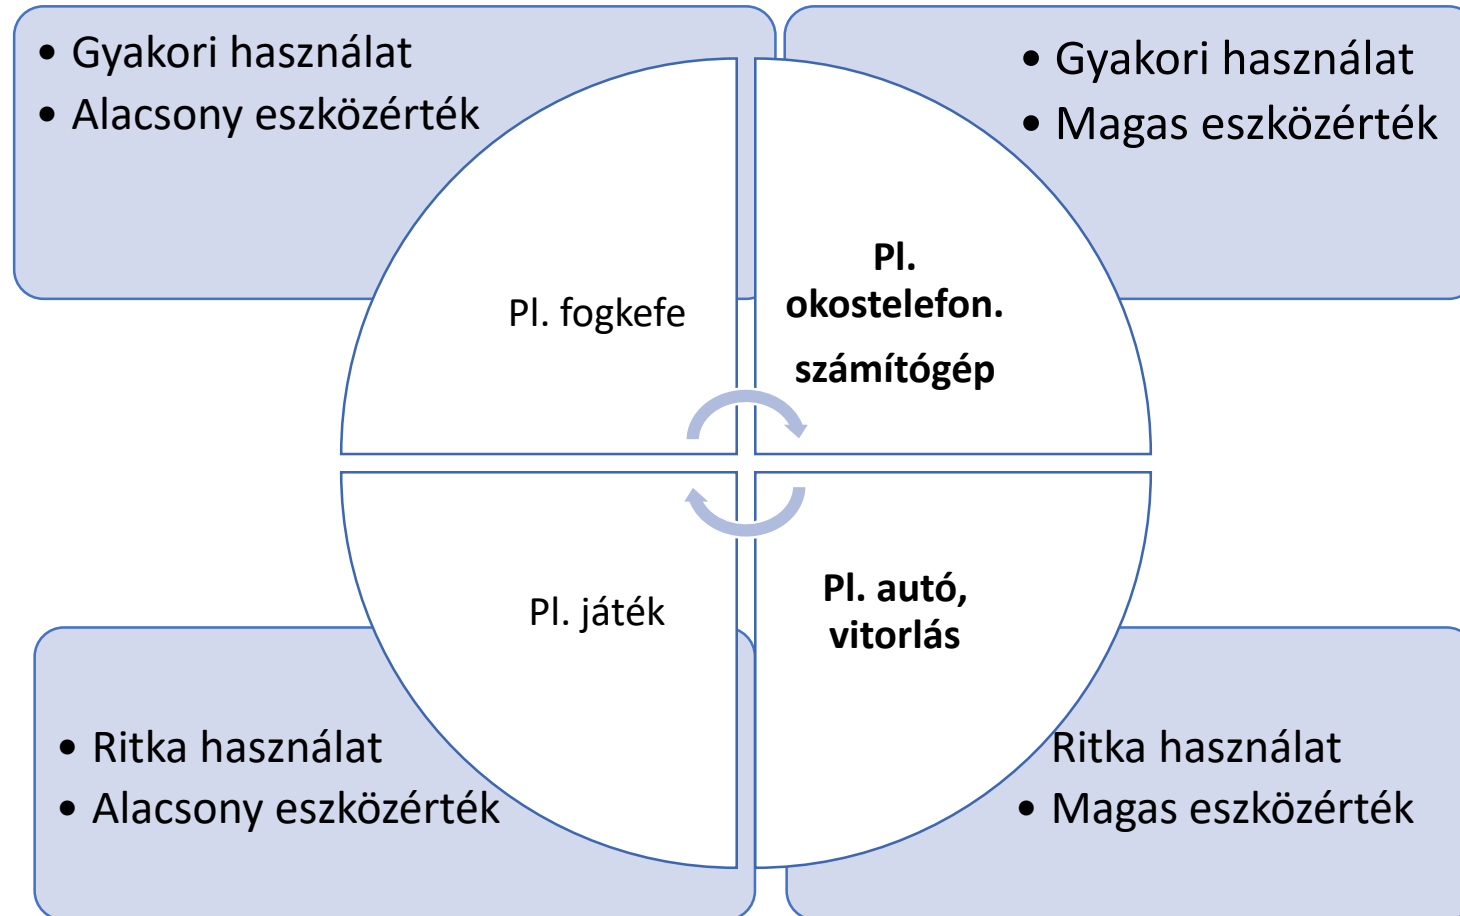 • Gyakori használat
• Alacsony eszközérték
• Gyakori használat
• Magas eszközérték
Pl. fogkefe
Pl.
okostelefon.
számítógép
Pl. játék
Pl. autó,
vitorlás
• Ritka használat
• Alacsony eszközérték
Ritka használat
• Magas eszközérték